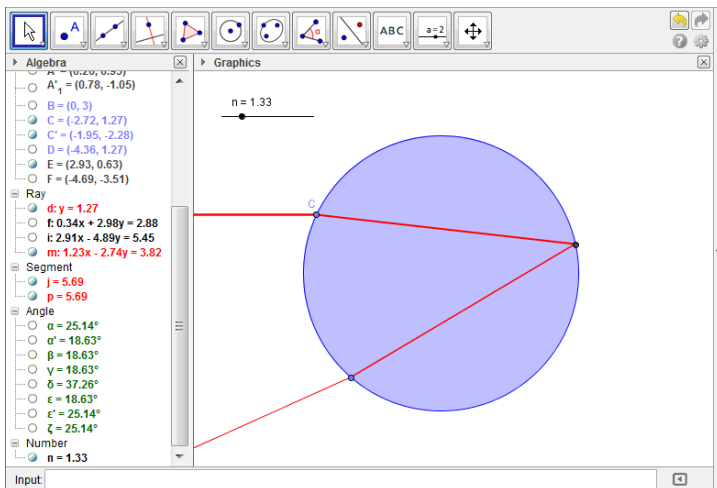 A
α
ABC
a=2
Algebra
Graphics
A' = (0.26, 0.95)
A'₁ = (0.78, -1.05)
B = (0, 3)
C = (-2.72, 1.27)
C' = (-1.95, -2.28)
D = (-4.36, 1.27)
E = (2.93, 0.63)
F = (-4.69, -3.51)
Ray
d: y = 1.27
f: 0.34x + 2.98y = 2.88
i: 2.91x - 4.89y = 5.45
m: 1.23x - 2.74y = 3.82
Segment
j = 5.69
p = 5.69
Angle
α = 25.14°
α' = 18.63°
β = 18.63°
γ = 18.63°
δ = 37.26°
ε = 18.63°
ε' = 25.14°
ζ = 25.14°
Number
n = 1.33
n = 1.33
C
Input: